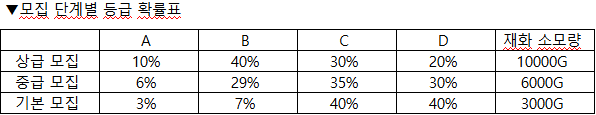 ▼모집 단계별 등급 확률표
A B C D 재화 소모량
상급 모집 10% 40% 30% 20% 10000G
중급 모집 6% 29% 35% 30% 6000G
기본 모집 3% 7% 40% 40% 3000G